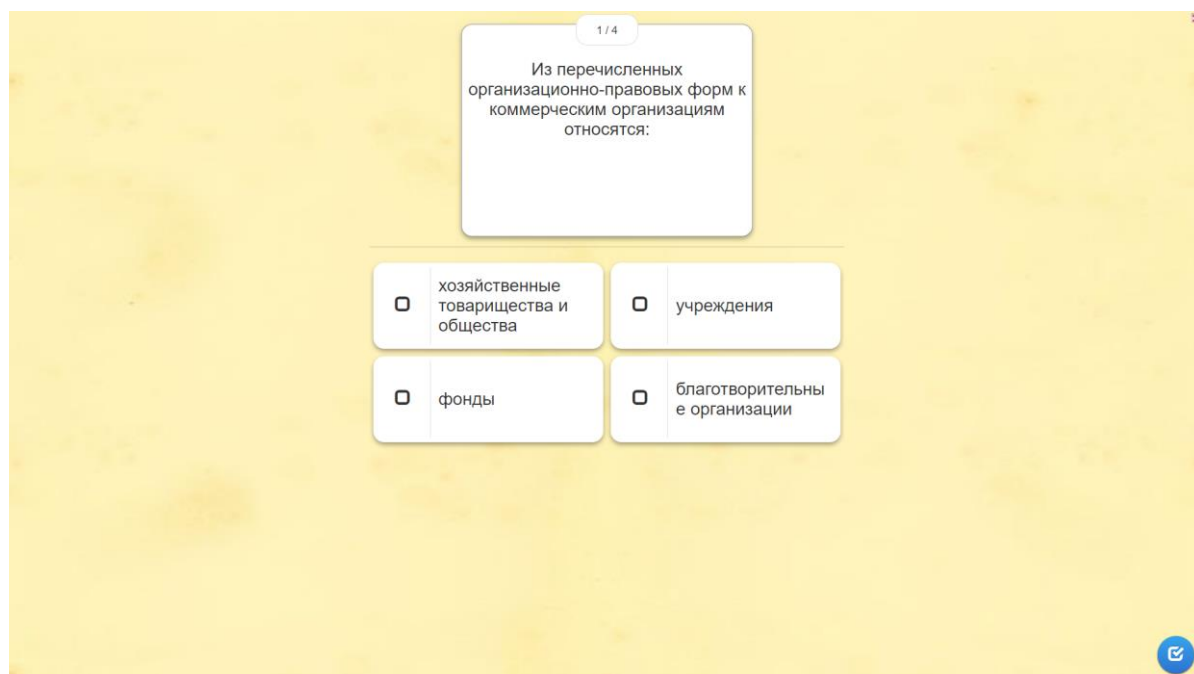 1 / 4
Из перечисленных
организационно-правовых форм к
коммерческим организациям
относятся:
хозяйственные
товарищества и
общества
учреждения
фонды
благотворительны
е организации